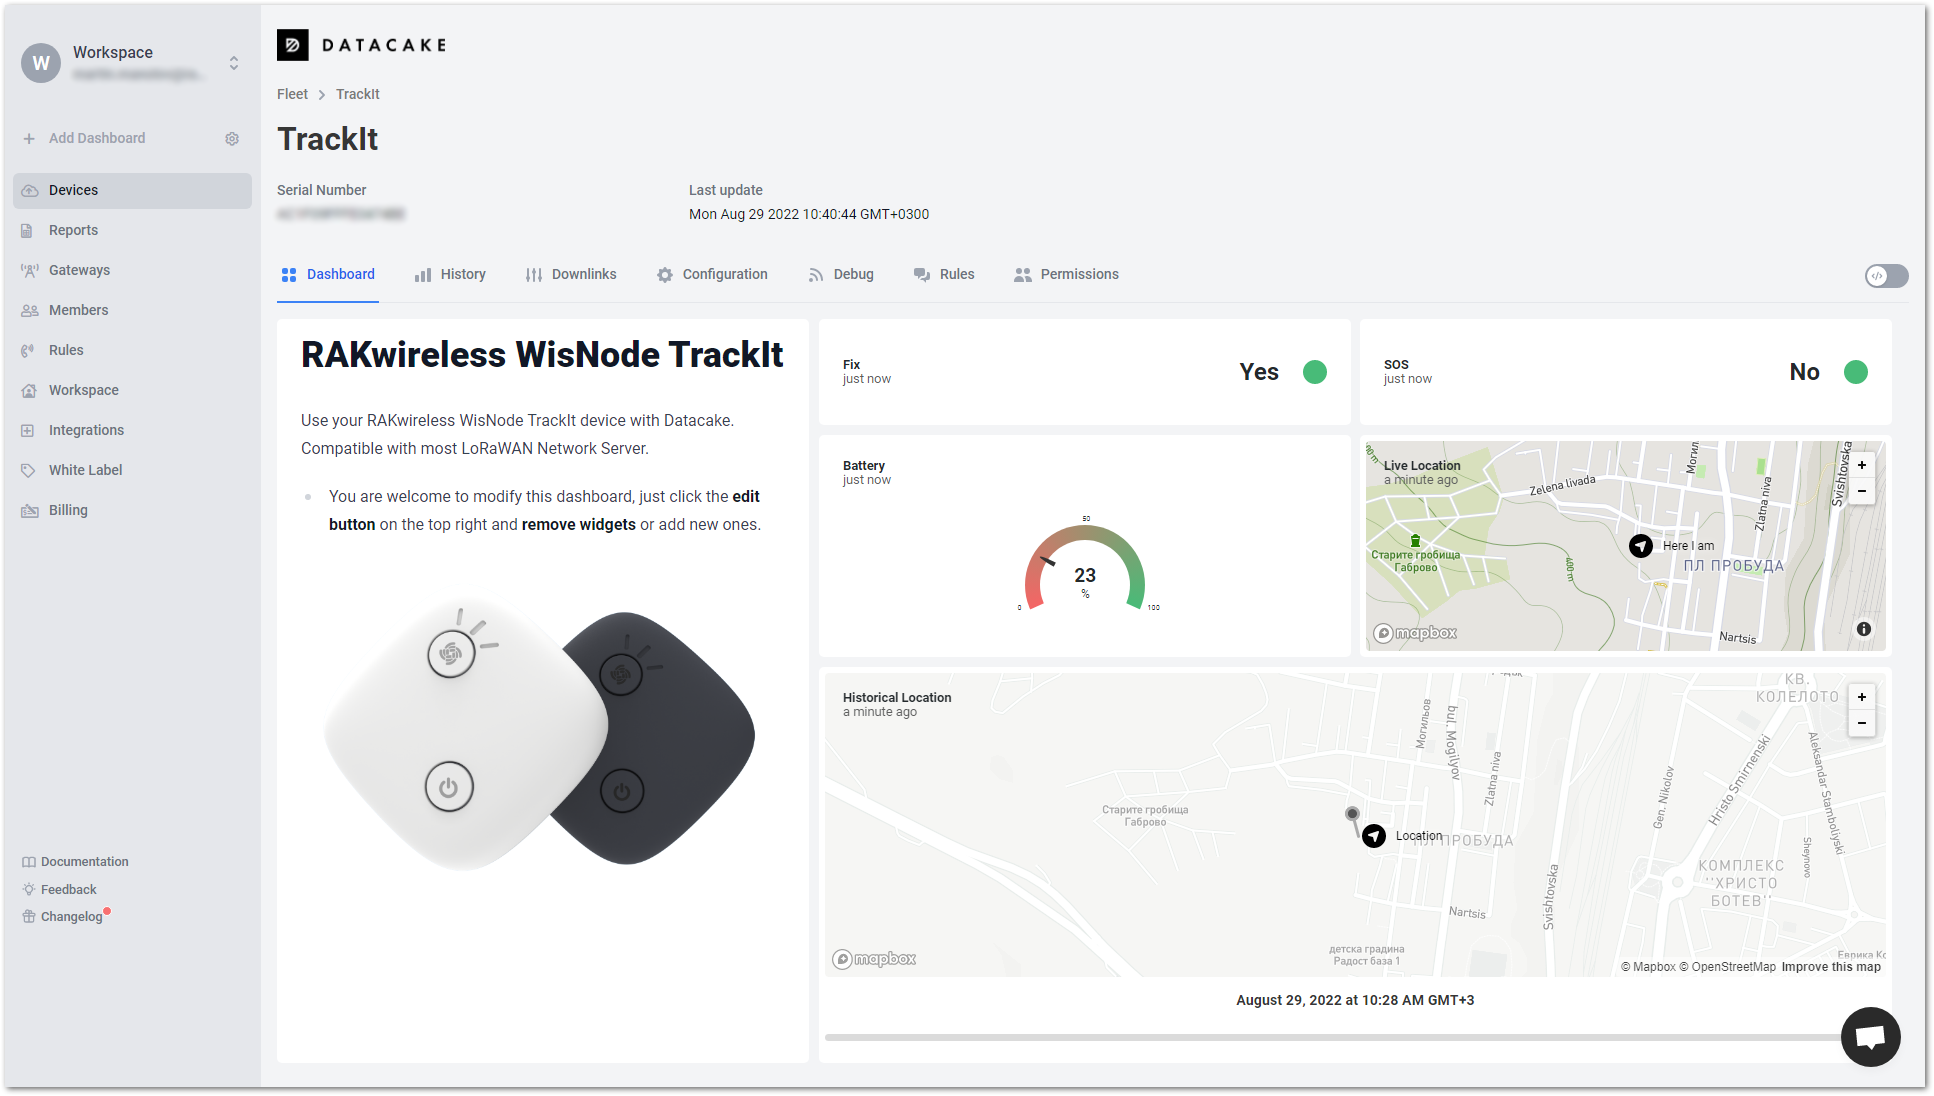 W
Workspace
Add Dashboard
Devices
Reports
Gateways
Members
Rules
Workspace
Integrations
White Label
Billing
Documentation
Feedback
Changelog
DATACAKE
Fleet > TrackIt
TrackIt
Serial Number
Last update
Mon Aug 29 2022 10:40:44 GMT+0300
Dashboard
History
Downlinks
Configuration
Debug
Rules
Permissions
RAKwireless WisNode TrackIt
Use your RAKwireless WisNode TrackIt device with Datacake.
Compatible with most LoRaWAN Network Server.
You are welcome to modify this dashboard, just click the edit
button on the top right and remove widgets or add new ones.
Fix
just now
Yes
SOS
just now
No
Battery
just now
50
23
%
0
100
Live Location
a minute ago
Zelena livada
Могил
Zlatna niva
Svishtovska
+
-
Here I am
ПЛ ПРОБУДА
Старите гробища
Габрово
400 m
Nartsis
mapbox
Historical Location
a minute ago
Могильов
bul. Mogilyov
Zlatna niva
КВ.
КОЛЕЛОТО
+
-
Aleksandar Stamboliyski
Hristo Smirnenski
Gen. Nikolov
Старите гробища
Габрово
Location
ПЛ ПРОБУДА
Sheynovo
КОМПЛЕКС
"ХРИСТО
БОТЕВ"
Svishtovska
Nartsis
детска градина
Радост база 1
Еврика
mapbox
© Mapbox © OpenStreetMap Improve this map
August 29, 2022 at 10:28 AM GMT+3